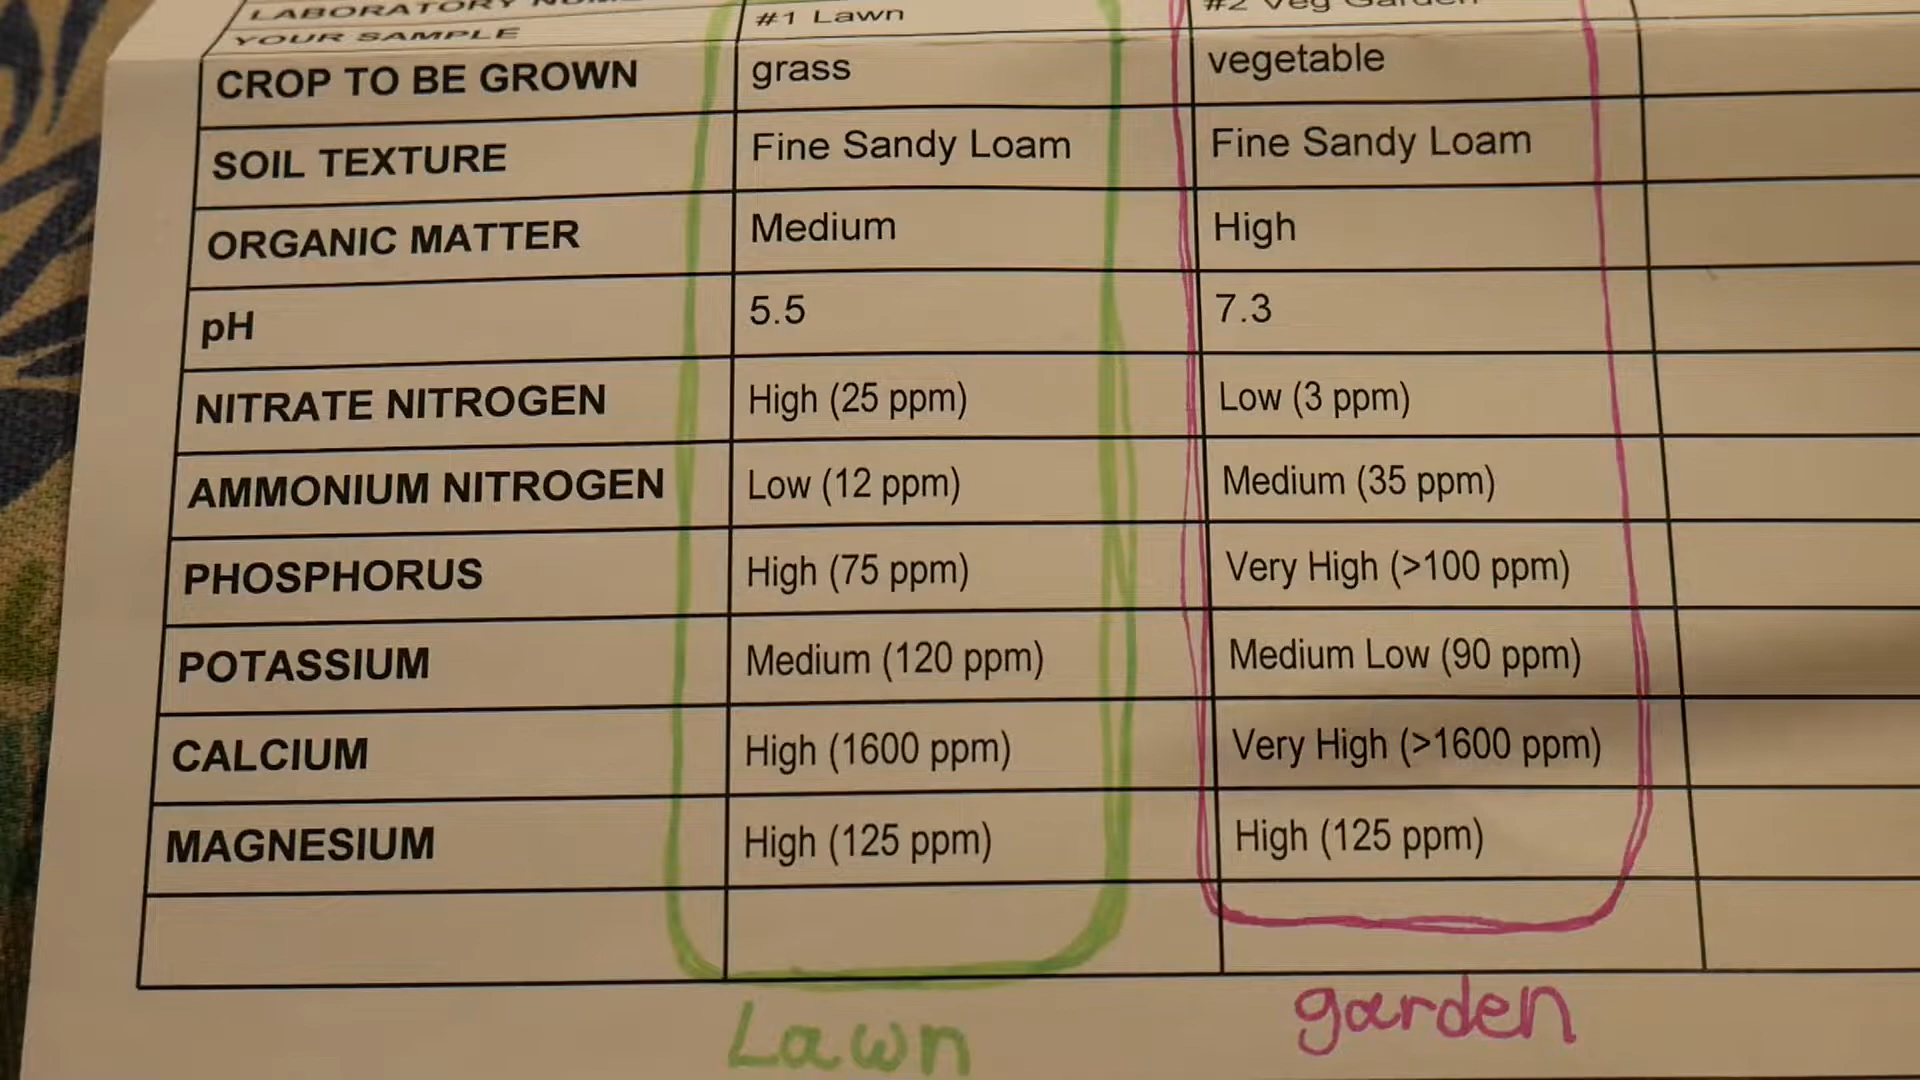 LABORATORY
YOUR SAMPLE #1 Lawn #2 Veg Garden
CROP TO BE GROWN grass vegetable
SOIL TEXTURE Fine Sandy Loam Fine Sandy Loam
ORGANIC MATTER Medium High
pH 5.5 7.3
NITRATE NITROGEN High (25 ppm) Low (3 ppm)
AMMONIUM NITROGEN Low (12 ppm) Medium (35 ppm)
PHOSPHORUS High (75 ppm) Very High (>100 ppm)
POTASSIUM Medium (120 ppm) Medium Low (90 ppm)
CALCIUM High (1600 ppm) Very High (>1600 ppm)
MAGNESIUM High (125 ppm) High (125 ppm)
Lawn garden